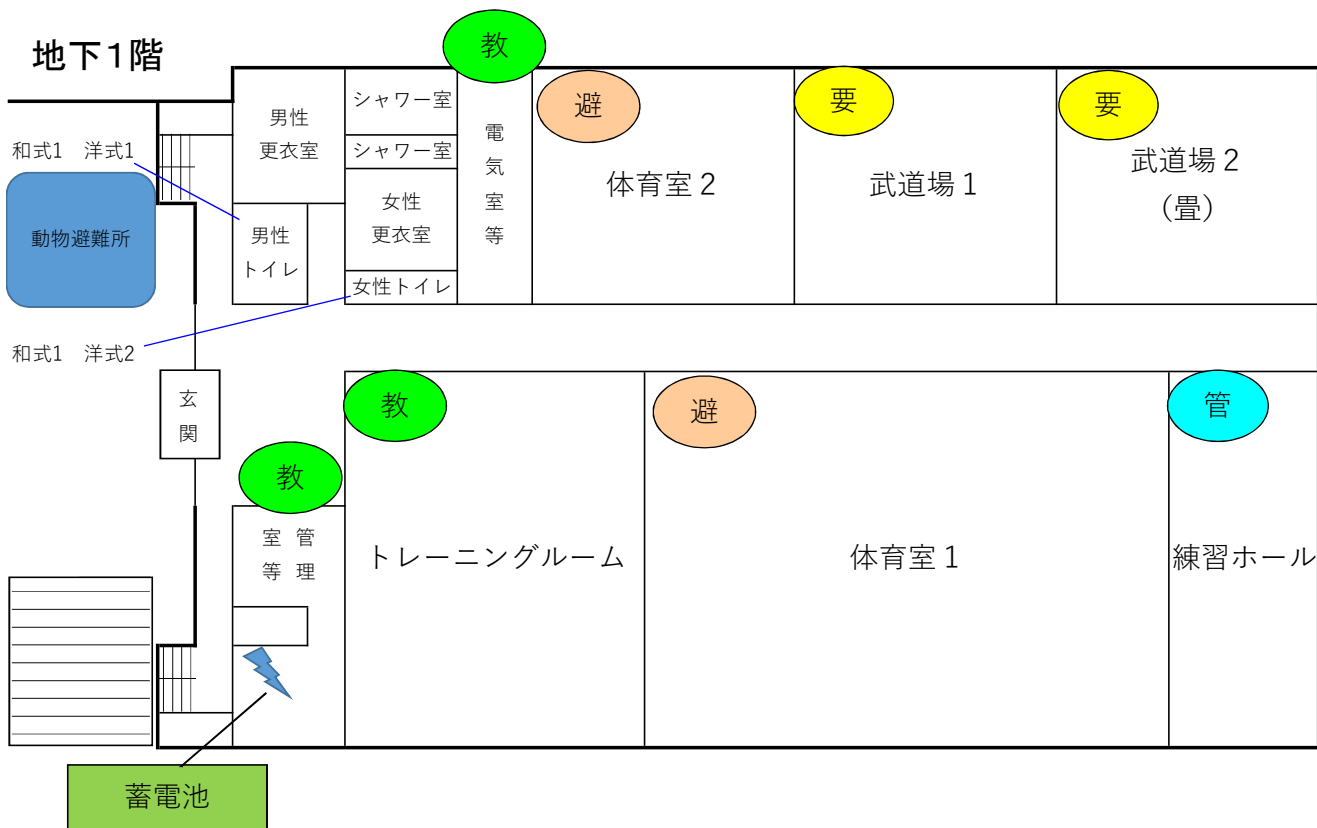 地下1階
教
避
要
要
男性
更衣室
シャワー室
シャワー室
女性
更衣室
女性トイレ
電気室等
体育室2
武道場1
武道場2
(畳)
和式1 洋式1
動物避難所
男性
トイレ
和式1 洋式2
玄関
教
教
避
管
管理
室等
トレーニングルーム
体育室1
練習ホール
蓄電池